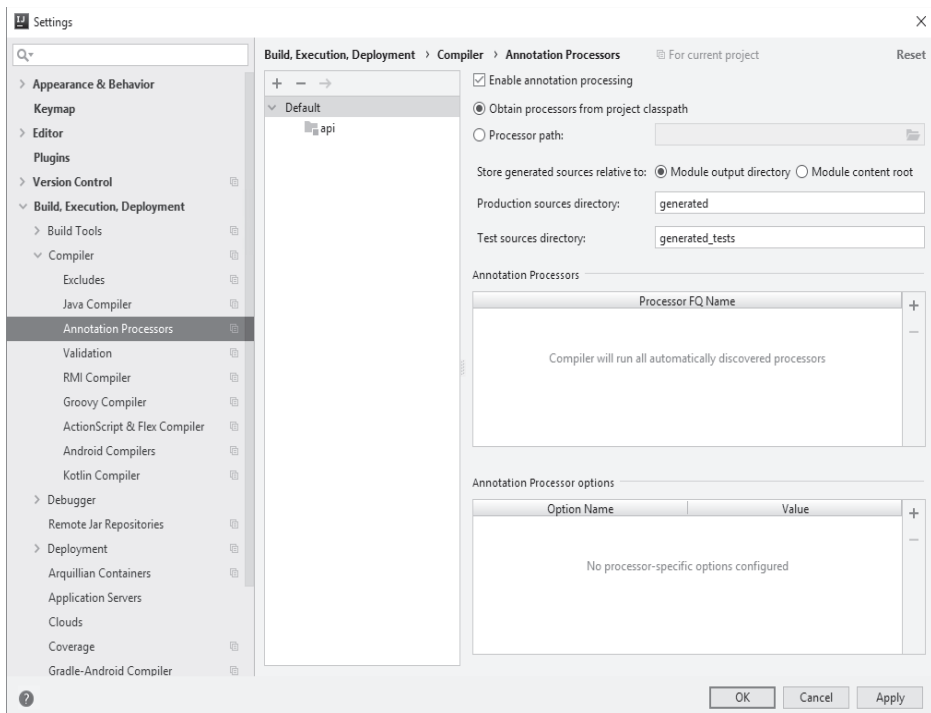 Settings
Appearance & Behavior
Keymap
Editor
Plugins
Version Control
Build, Execution, Deployment
Build Tools
Compiler
Excludes
Java Compiler
Annotation Processors
Validation
RMI Compiler
Groovy Compiler
ActionScript & Flex Compiler
Android Compilers
Kotlin Compiler
Debugger
Remote Jar Repositories
Deployment
Arquillian Containers
Application Servers
Clouds
Coverage
Gradle-Android Compiler
Build, Execution, Deployment › Compiler › Annotation Processors
For current project
Reset
Default
api
Enable annotation processing
Obtain processors from project classpath
Processor path:
Store generated sources relative to: Module output directory Module content root
Production sources directory: generated
Test sources directory: generated_tests
Annotation Processors
Processor FQ Name
Compiler will run all automatically discovered processors
Annotation Processor options
Option Name Value
No processor-specific options configured
?
OK Cancel Apply